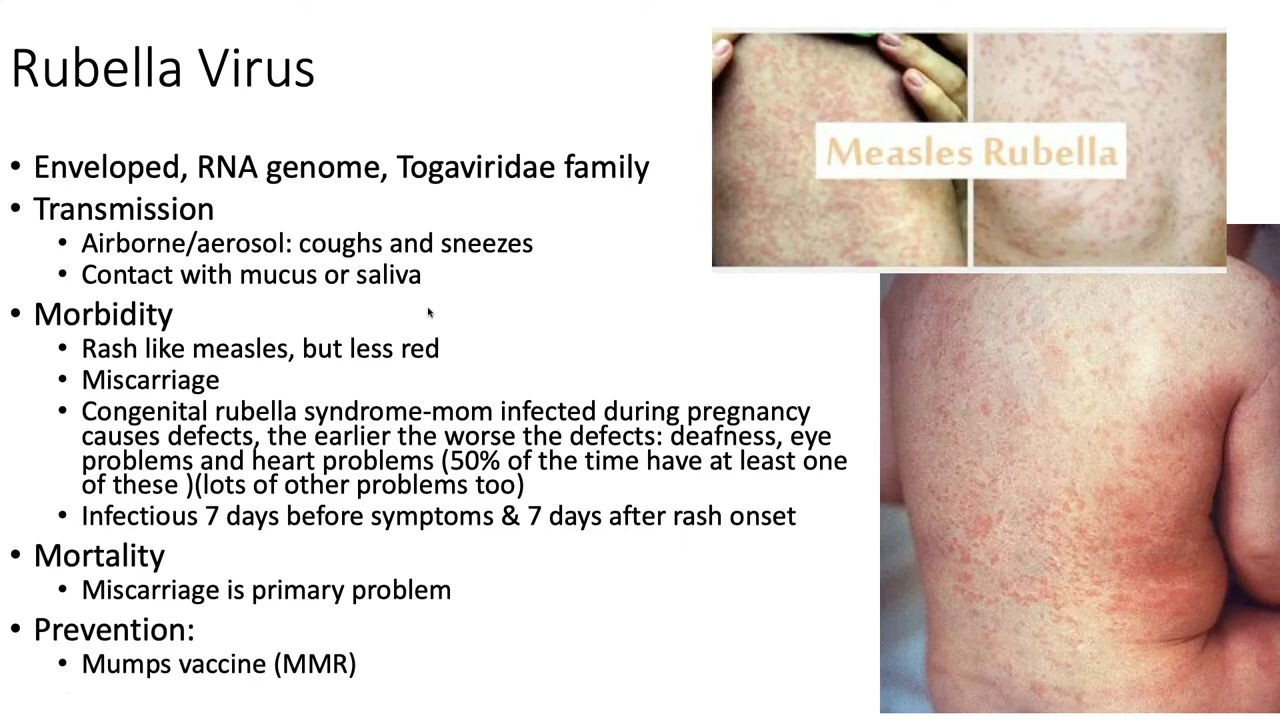 Rubella Virus
Measles Rubella
• Enveloped, RNA genome, Togaviridae family
• Transmission
• Airborne/aerosol: coughs and sneezes
• Contact with mucus or saliva
• Morbidity
• Rash like measles, but less red
• Miscarriage
• Congenital rubella syndrome-mom infected during pregnancy
causes defects, the earlier the worse the defects: deafness, eye
problems and heart problems (50% of the time have at least one
of these )(lots of other problems too)
• Infectious 7 days before symptoms & 7 days after rash onset
• Mortality
• Miscarriage is primary problem
• Prevention:
• Mumps vaccine (MMR)